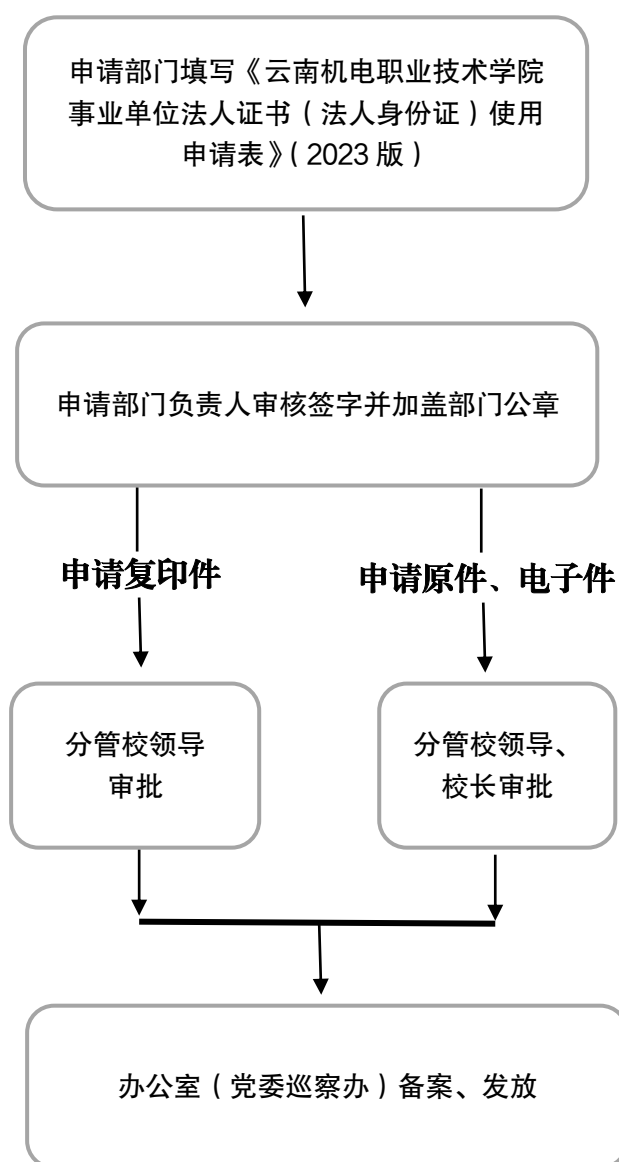 申请部门填写《云南机电职业技术学院
事业单位法人证书（法人身份证）使用
申请表》（2023 版）
申请部门负责人审核签字并加盖部门公章
申请复印件
申请原件、电子件
分管校领导
审批
分管校领导、
校长审批
办公室（党委巡察办）备案、发放